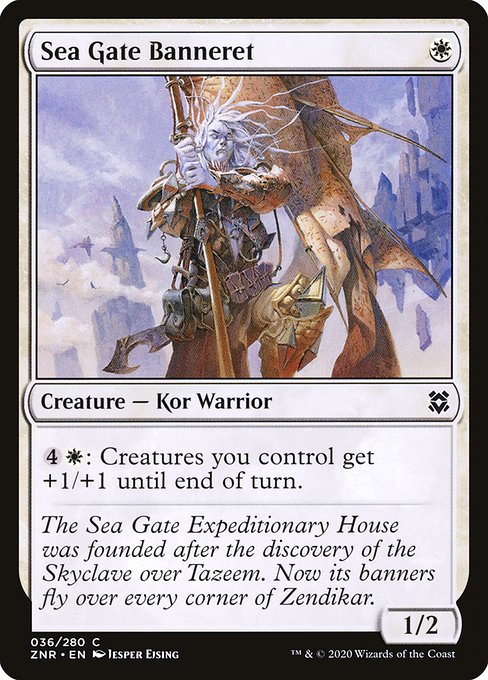 Sea Gate Banneret
Creature — Kor Warrior
4 : Creatures you control get
+1/+1 until end of turn.
The Sea Gate Expeditionary House
was founded after the discovery of the
Skyclave over Tazeem. Now its banners
fly over every corner of Zendikar.
1/2
036/280 C
ZNR • EN Jesper Ejsing
™ & © 2020 Wizards of the Coast